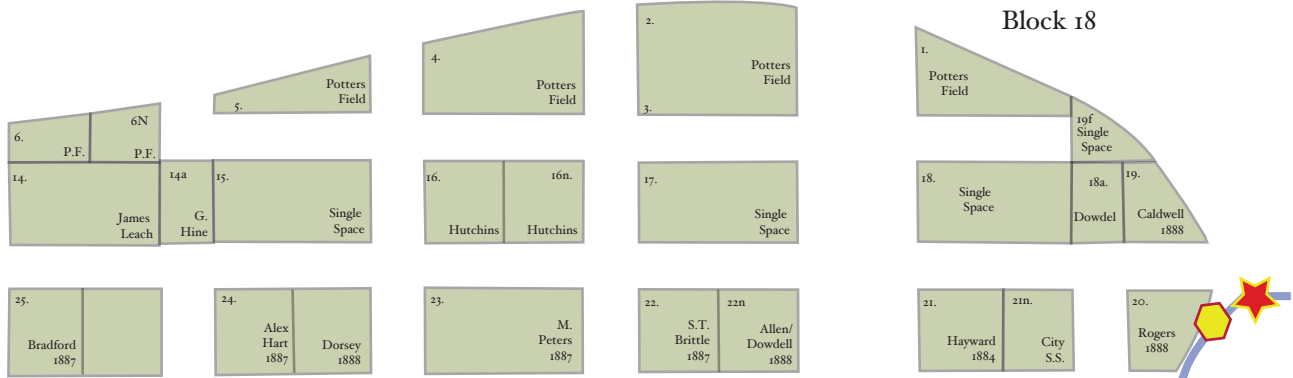 Block 18
1.
Potters
Field
2.
Potters
Field
3.
4.
Potters
Field
5.
Potters
Field
6.
P.F.
6N
P.F.
14.
James
Leach
14a
G.
Hine
15.
Single
Space
16.
Hutchins
16n.
Hutchins
17.
Single
Space
18.
Single
Space
18a.
Dowdel
19f
Single
Space
19.
Caldwell
1888
25.
Bradford
1887
24.
Alex
Hart
1887
Dorsey
1888
23.
M.
Peters
1887
22.
S.T.
Brittle
1887
22n
Allen/
Dowdell
1888
21.
Hayward
1884
21n.
City
S.S.
20.
Rogers
1888